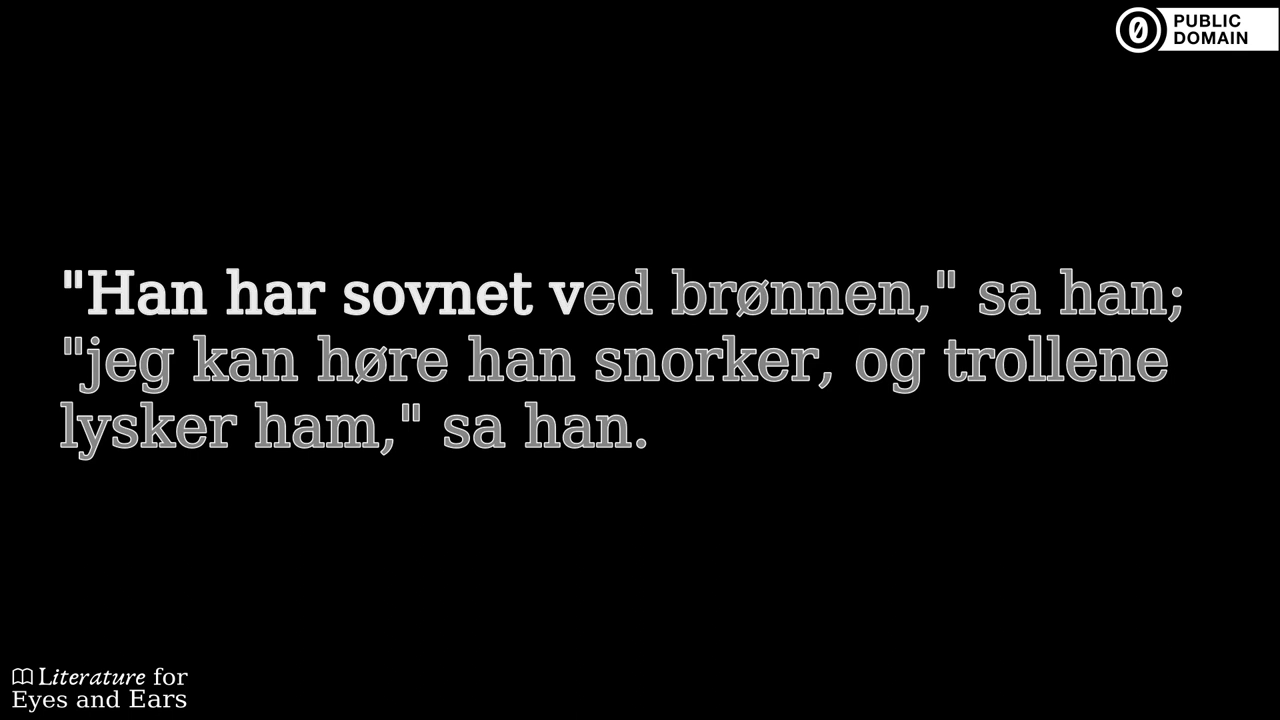 PUBLIC
DOMAIN
"Han har sovnet ved brønnen," sa han;
"jeg kan høre han snorker, og trollene
lysker ham," sa han.
Literature for
Eyes and Ears